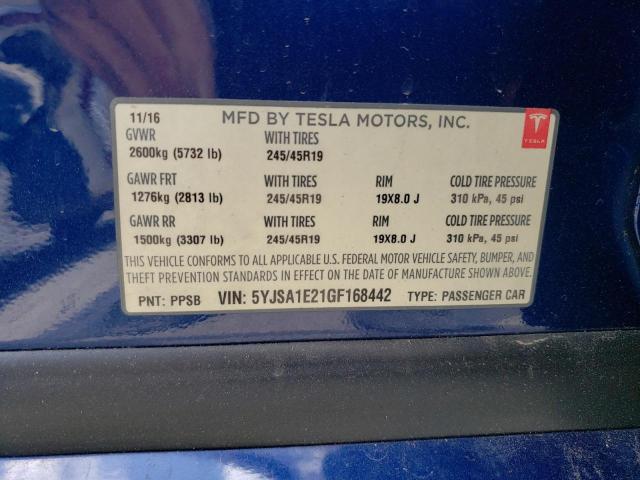 11/16 MFD BY TESLA MOTORS, INC.
GVWR WITH TIRES
2600kg (5732 lb) 245/45R19
TESLA
GAWR FRT WITH TIRES RIM COLD TIRE PRESSURE
1276kg (2813 lb) 245/45R19 19X8.0 J 310 kPa, 45 psi
GAWR RR WITH TIRES RIM COLD TIRE PRESSURE
1500kg (3307 lb) 245/45R19 19X8.0 J 310 kPa, 45 psi
THIS VEHICLE CONFORMS TO ALL APPLICABLE U.S. FEDERAL MOTOR VEHICLE SAFETY, BUMPER, AND
THEFT PREVENTION STANDARDS IN EFFECT ON THE DATE OF MANUFACTURE SHOWN ABOVE.
PNT: PPSB VIN: 5YJSA1E21GF168442 TYPE: PASSENGER CAR